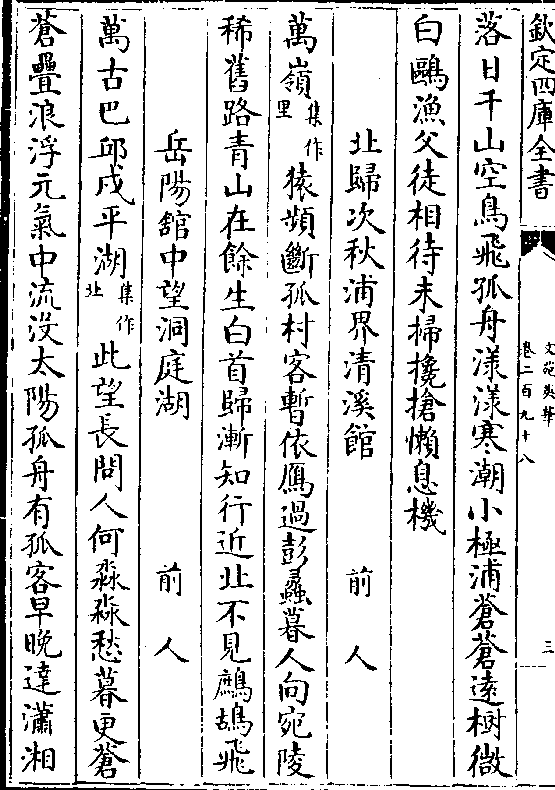 欽定四庫全書
文苑英華
卷二百九十八
三
落日千山空鳥飛孤舟漾漾寒潮小極浦蒼蒼遠樹微
白鷗漁父徒相待未掃攙搶懶息機
北歸次秋浦界清溪館 前人
萬嶺集作里猿頻斷孤村客暫依鴈過彭蠡暮人向宛陵
稀舊路青山在餘生白首歸漸知行近北不見鷓鴣飛
岳陽舘中望洞庭湖 前人
萬古巴邱戍平湖集作北此望長問人何淼淼愁暮更蒼
蒼疊浪浮元氣中流沒太陽孤舟有孤客早晚達瀟湘